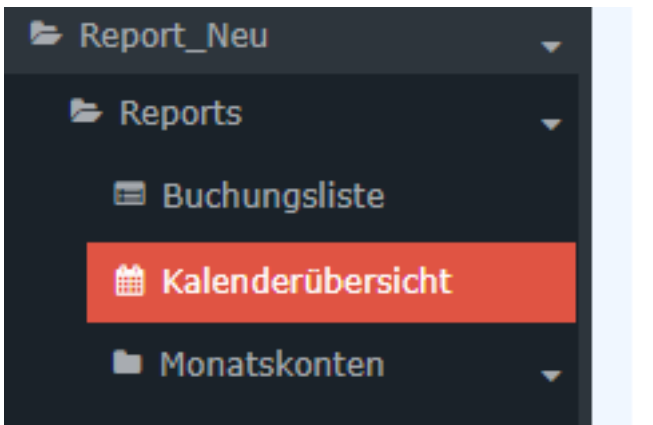 Report_Neu
Reports
Buchungsliste
Kalenderübersicht
Monatskonten